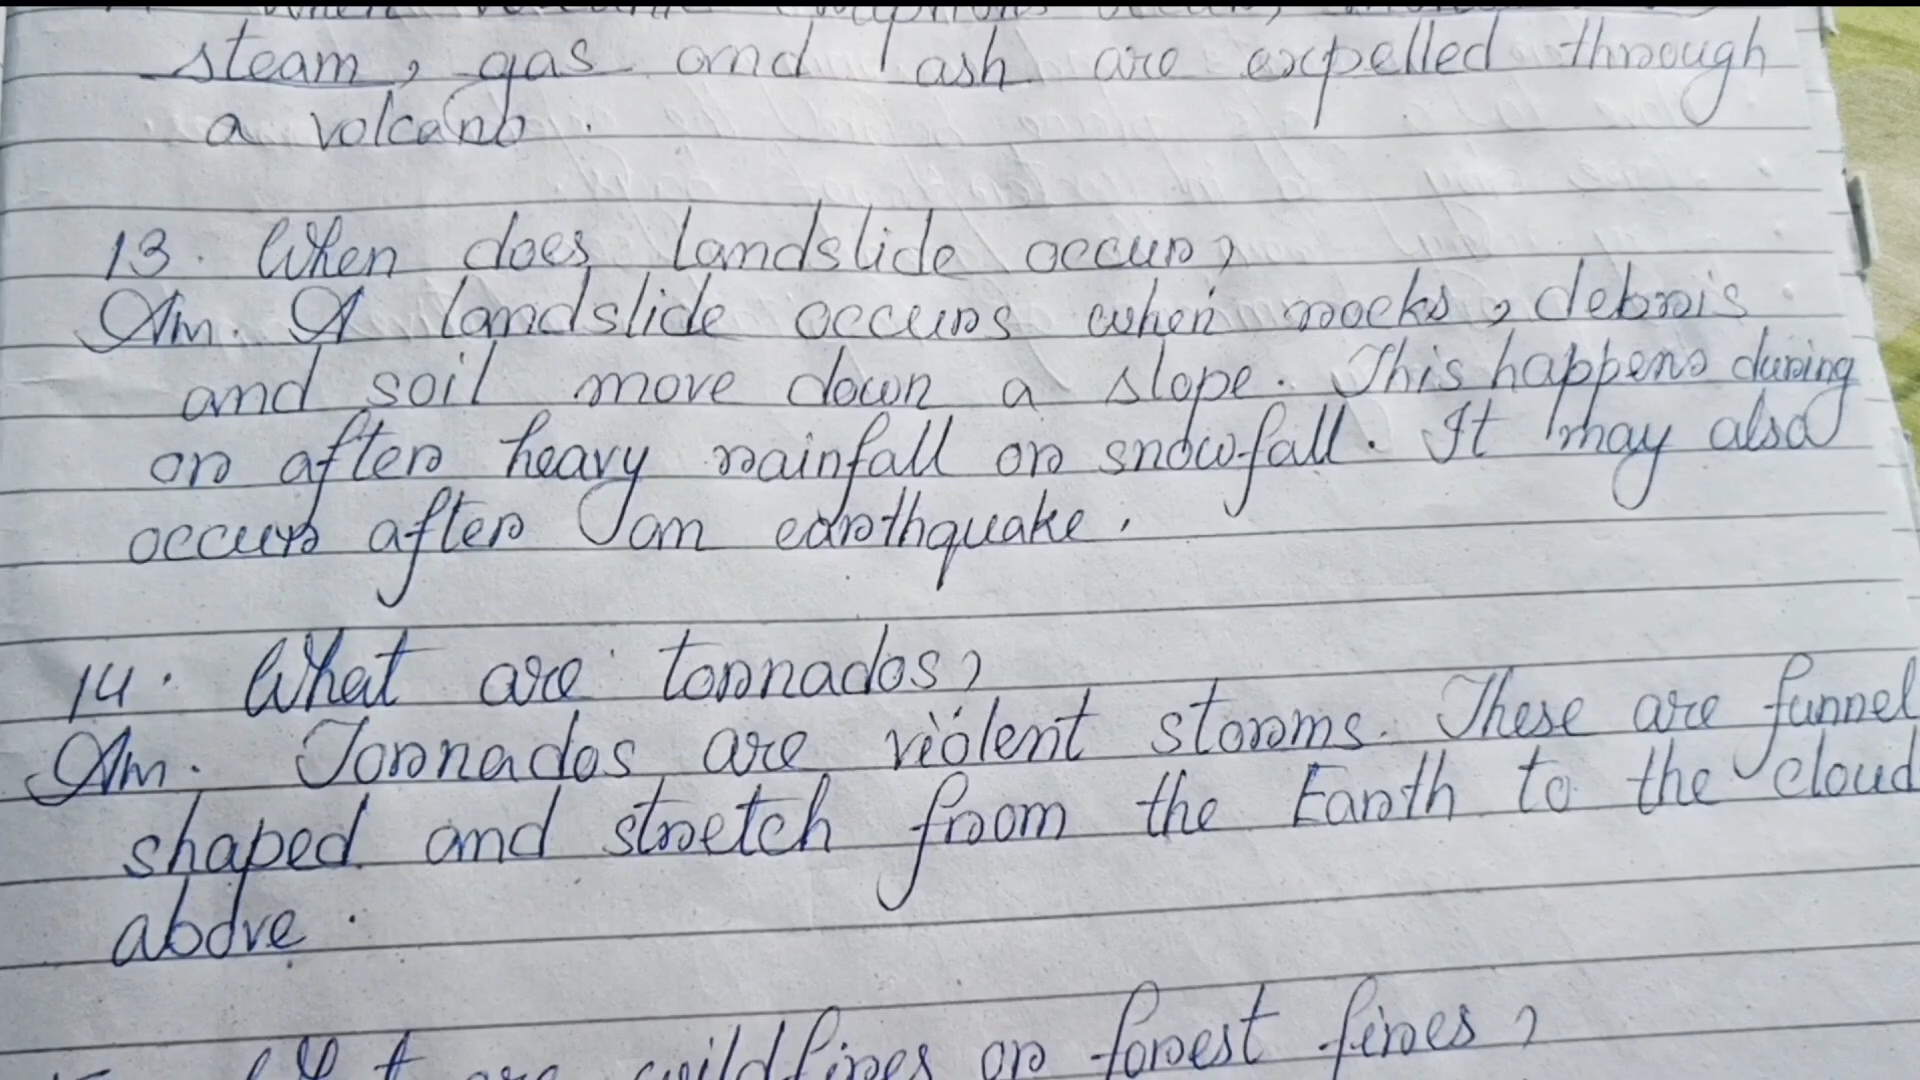 steam, gas and ash are expelled through
a volcano.
13. When does landslide occur?
Ans. A landslide occurs when rocks, debris
and soil move down a slope. This happens during
or after heavy rainfall or snowfall. It may also
occurs after an earthquake.
14. What are tornados?
Ans. Tornados are violent storms. These are funnel
shaped and stretch from the Earth to the cloud
above.
are wildfires or forest fires?